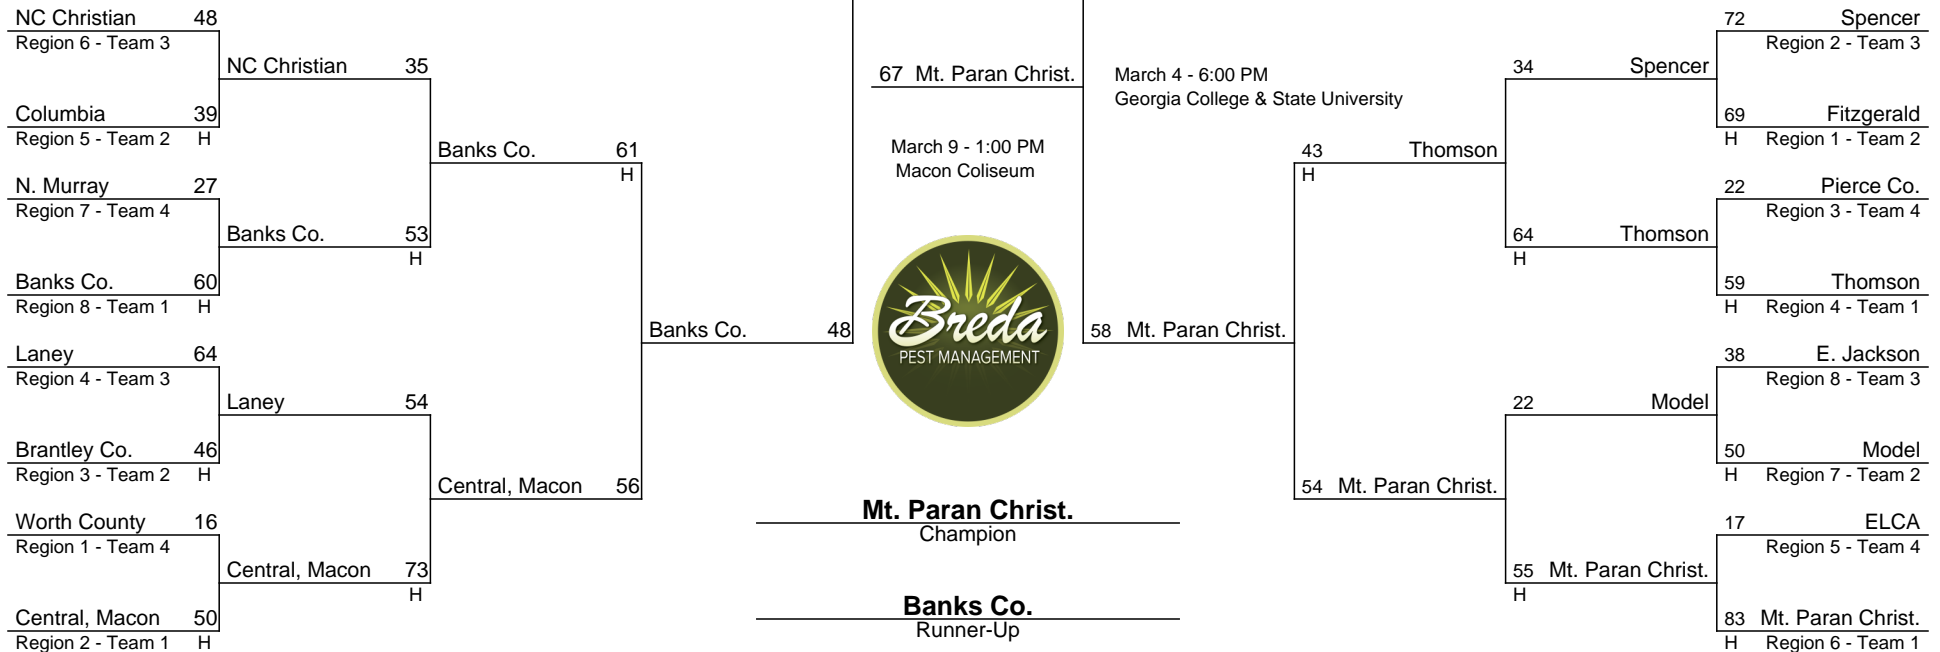 NC Christian 48
Region 6 - Team 3
NC Christian 35
Columbia 39
Region 5 - Team 2 H
Banks Co. 61
H
N. Murray 27
Region 7 - Team 4
Banks Co. 53
H
Banks Co. 60
Region 8 - Team 1 H
Banks Co. 48
Laney 64
Region 4 - Team 3
Laney 54
Brantley Co. 46
Region 3 - Team 2 H
Central, Macon 56
Worth County 16
Region 1 - Team 4
Central, Macon 73
H
Central, Macon 50
Region 2 - Team 1 H
67 Mt. Paran Christ.
March 9 - 1:00 PM
Macon Coliseum
Breda
PEST MANAGEMENT
Mt. Paran Christ.
Champion
Banks Co.
Runner-Up
March 4 - 6:00 PM
Georgia College & State University
58 Mt. Paran Christ.
43 Thomson
H
54 Mt. Paran Christ.
34 Spencer
64 Thomson
H
22 Model
55 Mt. Paran Christ.
H
72 Spencer
Region 2 - Team 3
69 Fitzgerald
H Region 1 - Team 2
22 Pierce Co.
Region 3 - Team 4
59 Thomson
H Region 4 - Team 1
38 E. Jackson
Region 8 - Team 3
50 Model
H Region 7 - Team 2
17 ELCA
Region 5 - Team 4
83 Mt. Paran Christ.
H Region 6 - Team 1